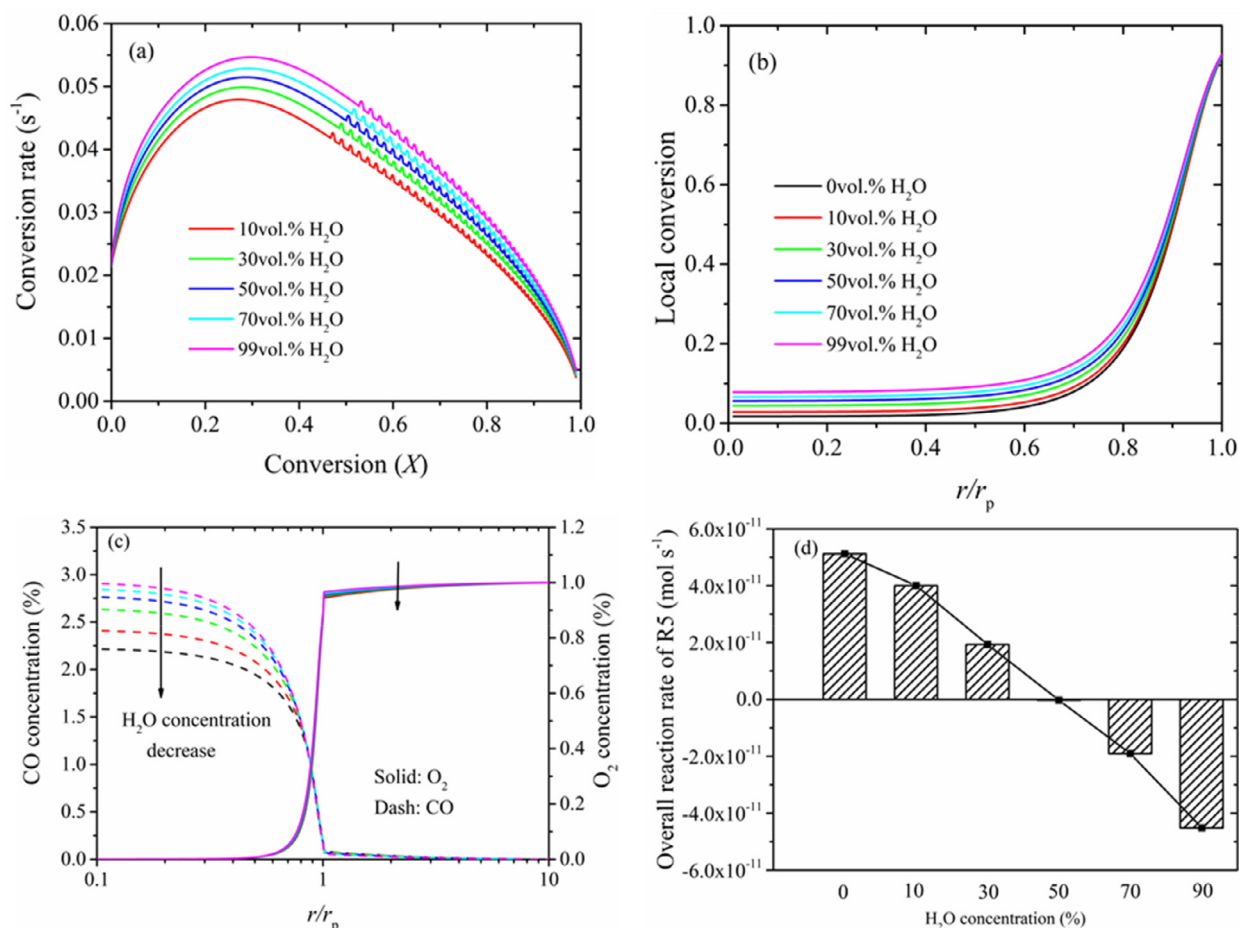 (a)
Conversion rate (s⁻¹)
0.06
0.05
0.04
0.03
0.02
0.01
0.00
10vol.% H₂O
30vol.% H₂O
50vol.% H₂O
70vol.% H₂O
99vol.% H₂O
0.0 0.2 0.4 0.6 0.8 1.0
Conversion (X)
(b)
Local conversion
1.0
0.8
0.6
0.4
0.2
0.0
0vol.% H₂O
10vol.% H₂O
30vol.% H₂O
50vol.% H₂O
70vol.% H₂O
99vol.% H₂O
0.0 0.2 0.4 0.6 0.8 1.0
r/rₚ
(c)
CO concentration (%)
3.5
3.0
2.5
2.0
1.5
1.0
0.5
0.0
H₂O concentration
decrease
Solid: O₂
Dash: CO
1.2
1.0
0.8
0.6
0.4
0.2
0.0
O₂ concentration (%)
0.1 1 10
r/rₚ
(d)
Overall reaction rate of R5 (mol s⁻¹)
6.0x10⁻¹¹
4.0x10⁻¹¹
2.0x10⁻¹¹
0.0
-2.0x10⁻¹¹
-4.0x10⁻¹¹
-6.0x10⁻¹¹
0 10 30 50 70 90
H₂O concentration (%)